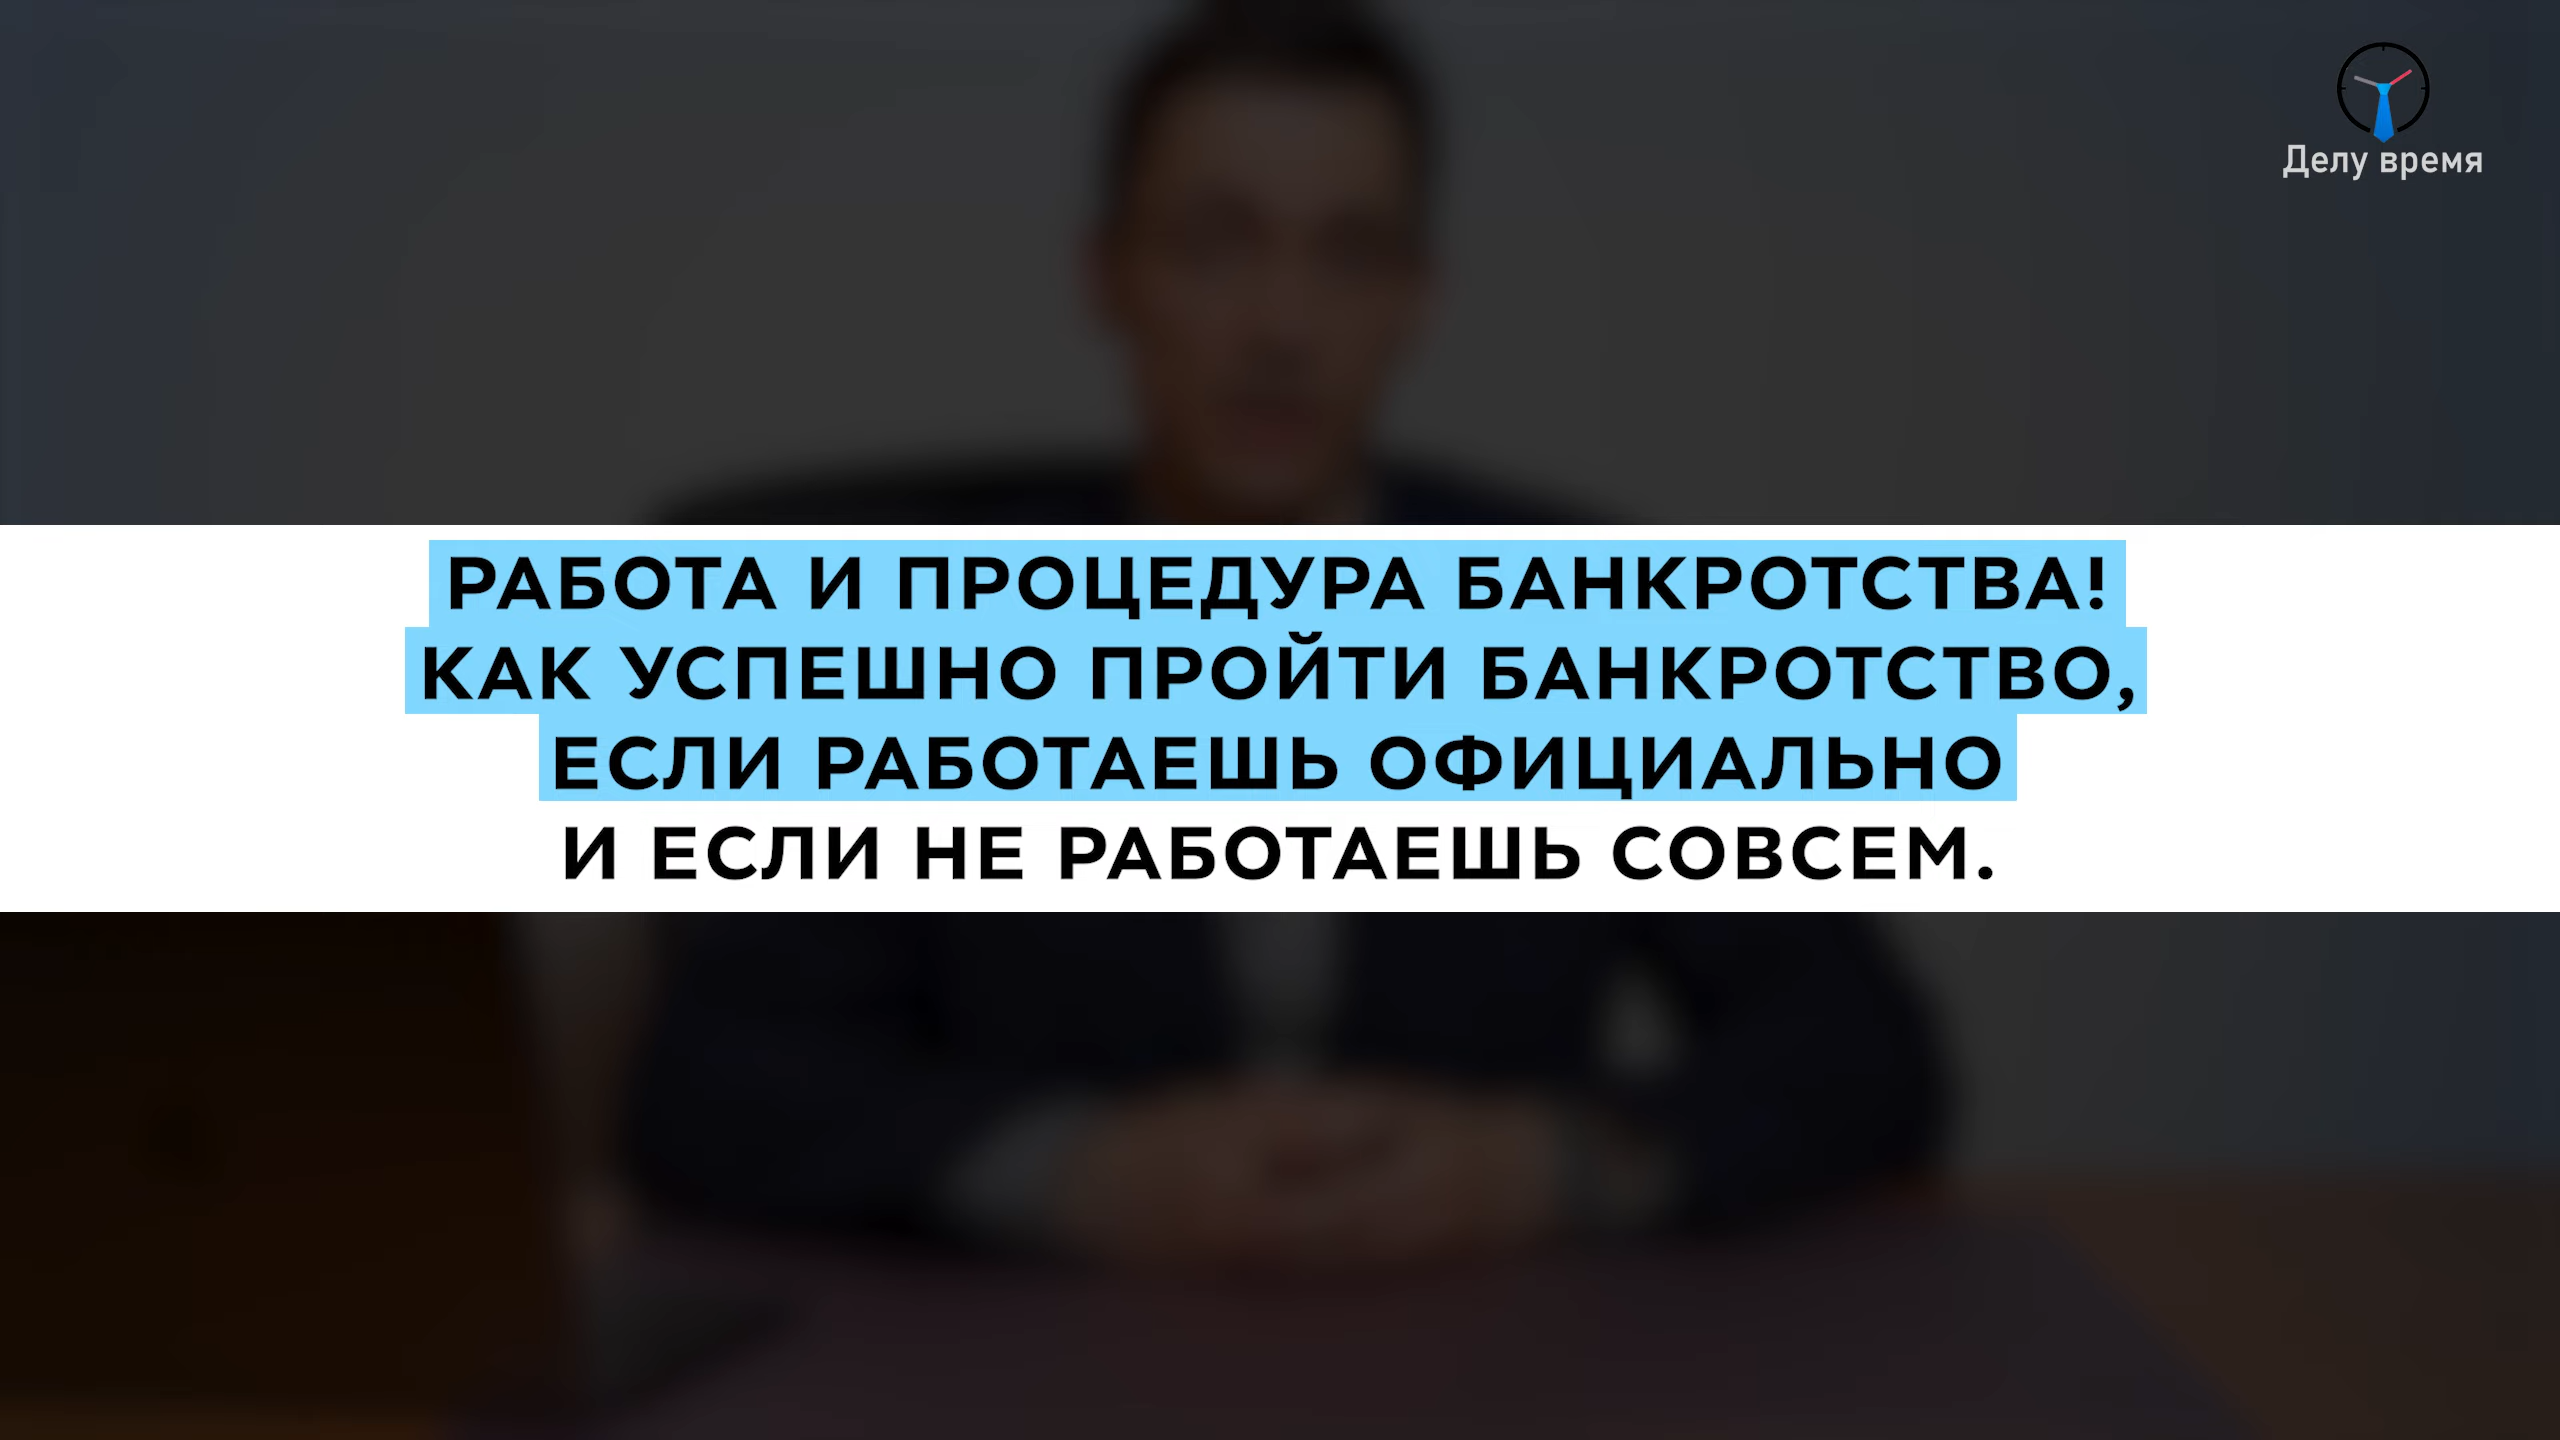 Делу время
РАБОТА И ПРОЦЕДУРА БАНКРОТСТВА!
КАК УСПЕШНО ПРОЙТИ БАНКРОТСТВО,
ЕСЛИ РАБОТАЕШЬ ОФИЦИАЛЬНО
И ЕСЛИ НЕ РАБОТАЕШЬ СОВСЕМ.